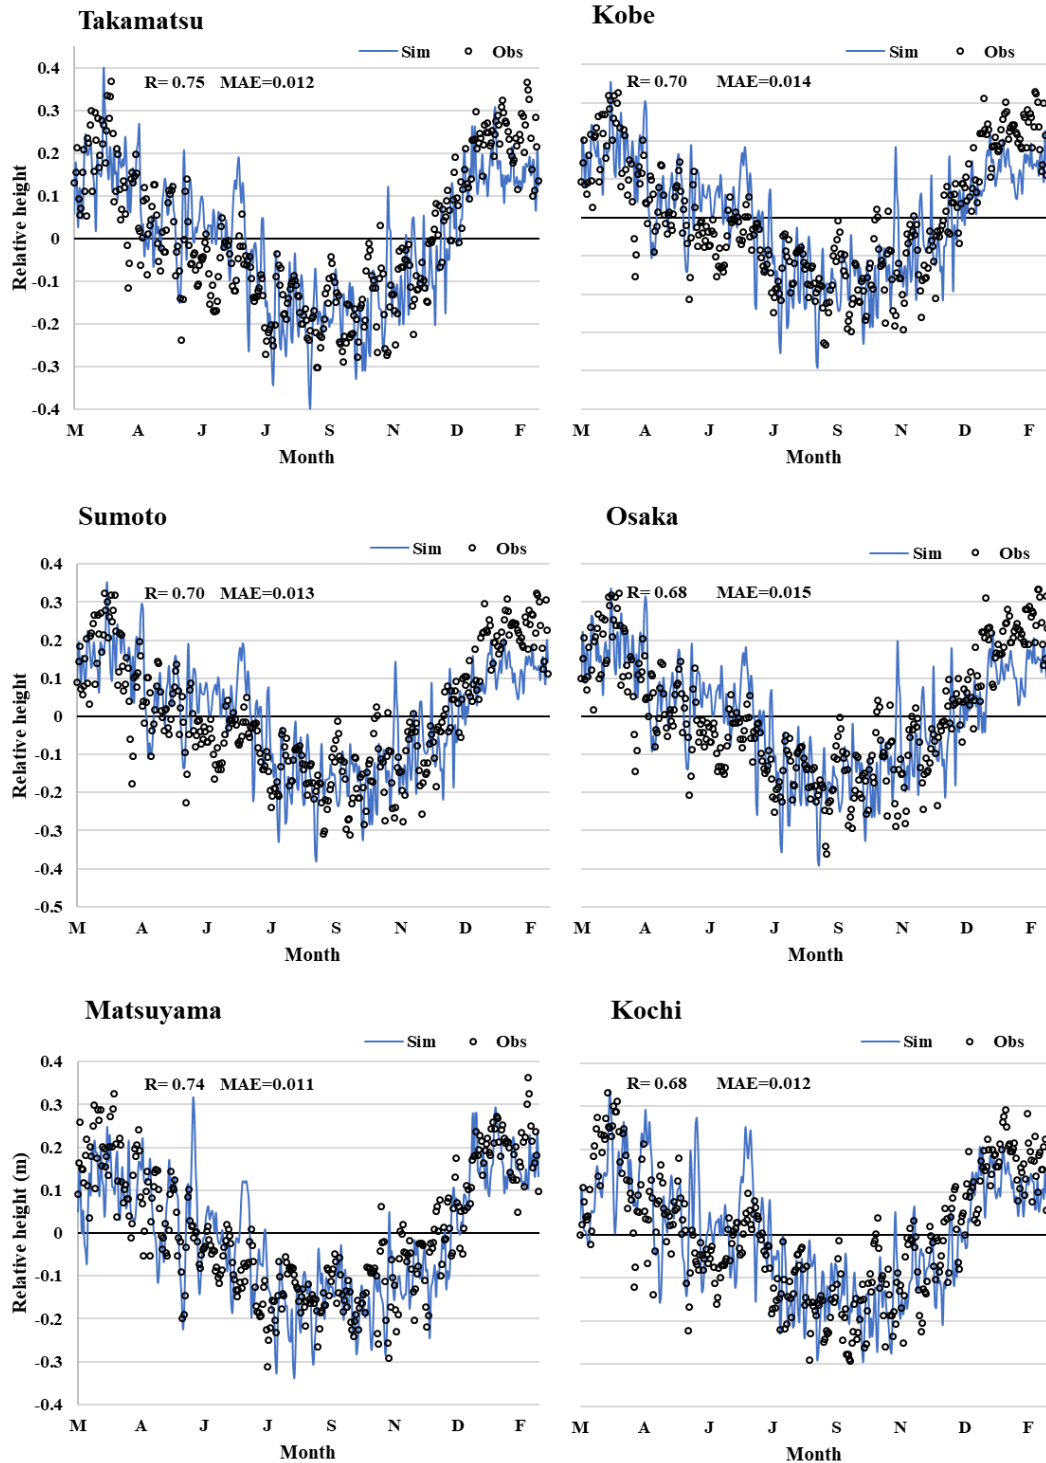 Takamatsu
Sim Obs
R= 0.75 MAE=0.012
Relative height
0.4
0.3
0.2
0.1
0
-0.1
-0.2
-0.3
-0.4
M A J J S N D F
Month
Kobe
Sim Obs
R= 0.70 MAE=0.014
M A J J S N D F
Month
Sumoto
Sim Obs
R= 0.70 MAE=0.013
Relative height
0.4
0.3
0.2
0.1
0
-0.1
-0.2
-0.3
-0.4
-0.5
M A J J S N D F
Month
Osaka
Sim Obs
R= 0.68 MAE=0.015
M A J J S N D F
Month
Matsuyama
Sim Obs
R= 0.74 MAE=0.011
Relative height (m)
0.4
0.3
0.2
0.1
0
-0.1
-0.2
-0.3
-0.4
M A J J S N D F
Month
Kochi
Sim Obs
R= 0.68 MAE=0.012
M A J J S N D F
Month